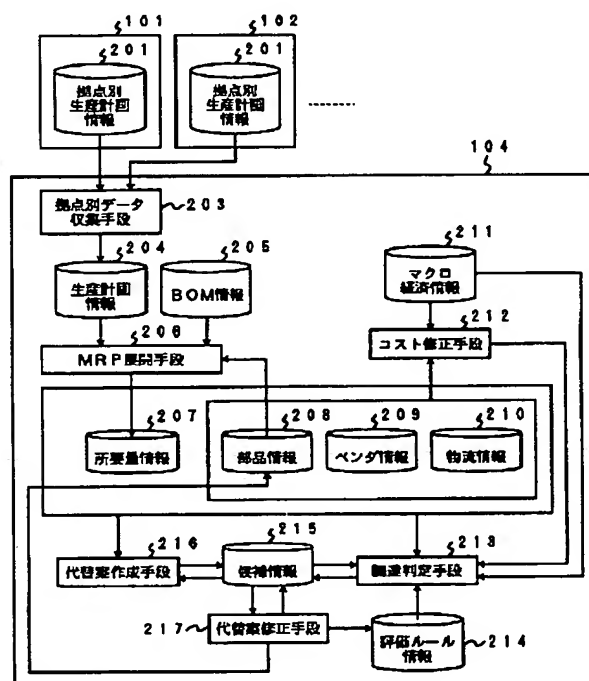 101
102
201
201
拠点別
生産計画
情報
拠点別
生産計画
情報
104
拠点別データ
収集手段
203
204
205
211
生産計画
情報
BOM情報
マクロ
経済情報
206
212
MRP展開手段
コスト修正手段
207
208
209
210
所要量情報
部品情報
ベンダ情報
物流情報
216
215
213
代替案作成手段
候補情報
調達判定手段
217
代替案修正手段
評価ルール
情報
214